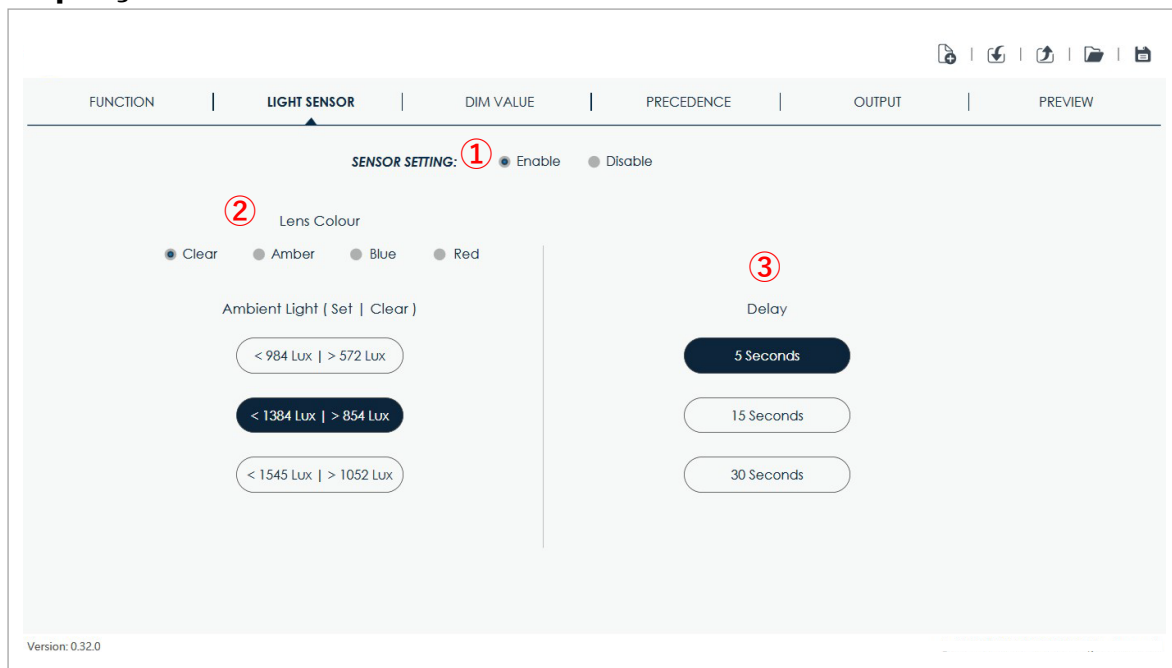 FUNCTION | LIGHT SENSOR | DIM VALUE | PRECEDENCE | OUTPUT | PREVIEW
SENSOR SETTING: ① Enable Disable
② Lens Colour
Clear Amber Blue Red
③
Ambient Light ( Set | Clear )
Delay
< 984 Lux | > 572 Lux
5 Seconds
< 1384 Lux | > 854 Lux
15 Seconds
< 1545 Lux | > 1052 Lux
30 Seconds
Version: 0.32.0